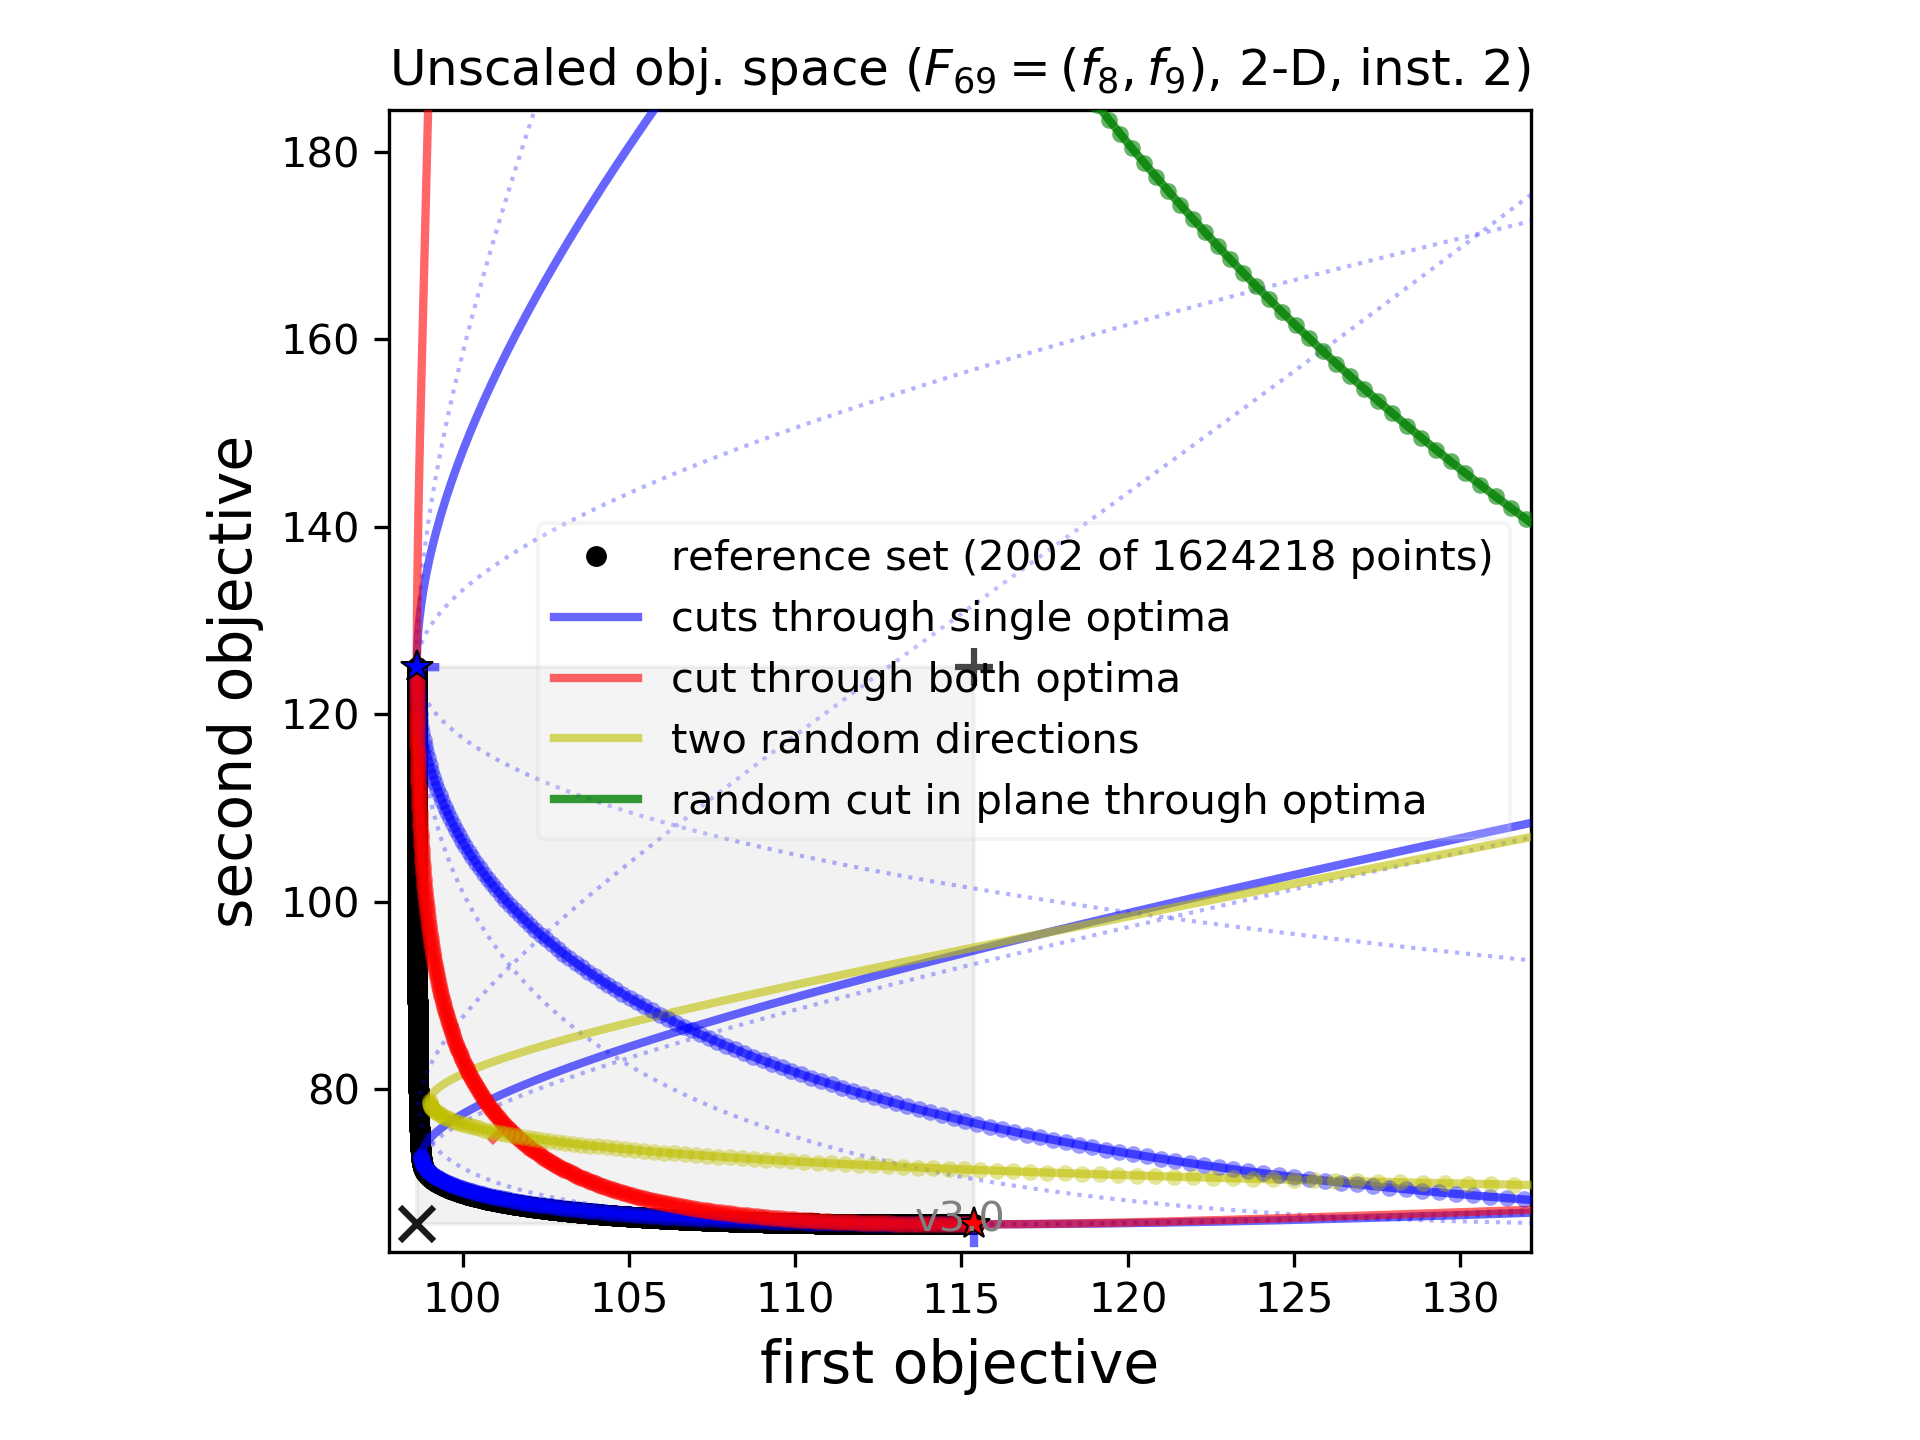 Unscaled obj. space (F69 = (f8, f9), 2-D, inst. 2)
180
160
140
120
100
80
second objective
reference set (2002 of 1624218 points)
cuts through single optima
cut through both optima
two random directions
random cut in plane through optima
v3.0
100 105 110 115 120 125 130
first objective